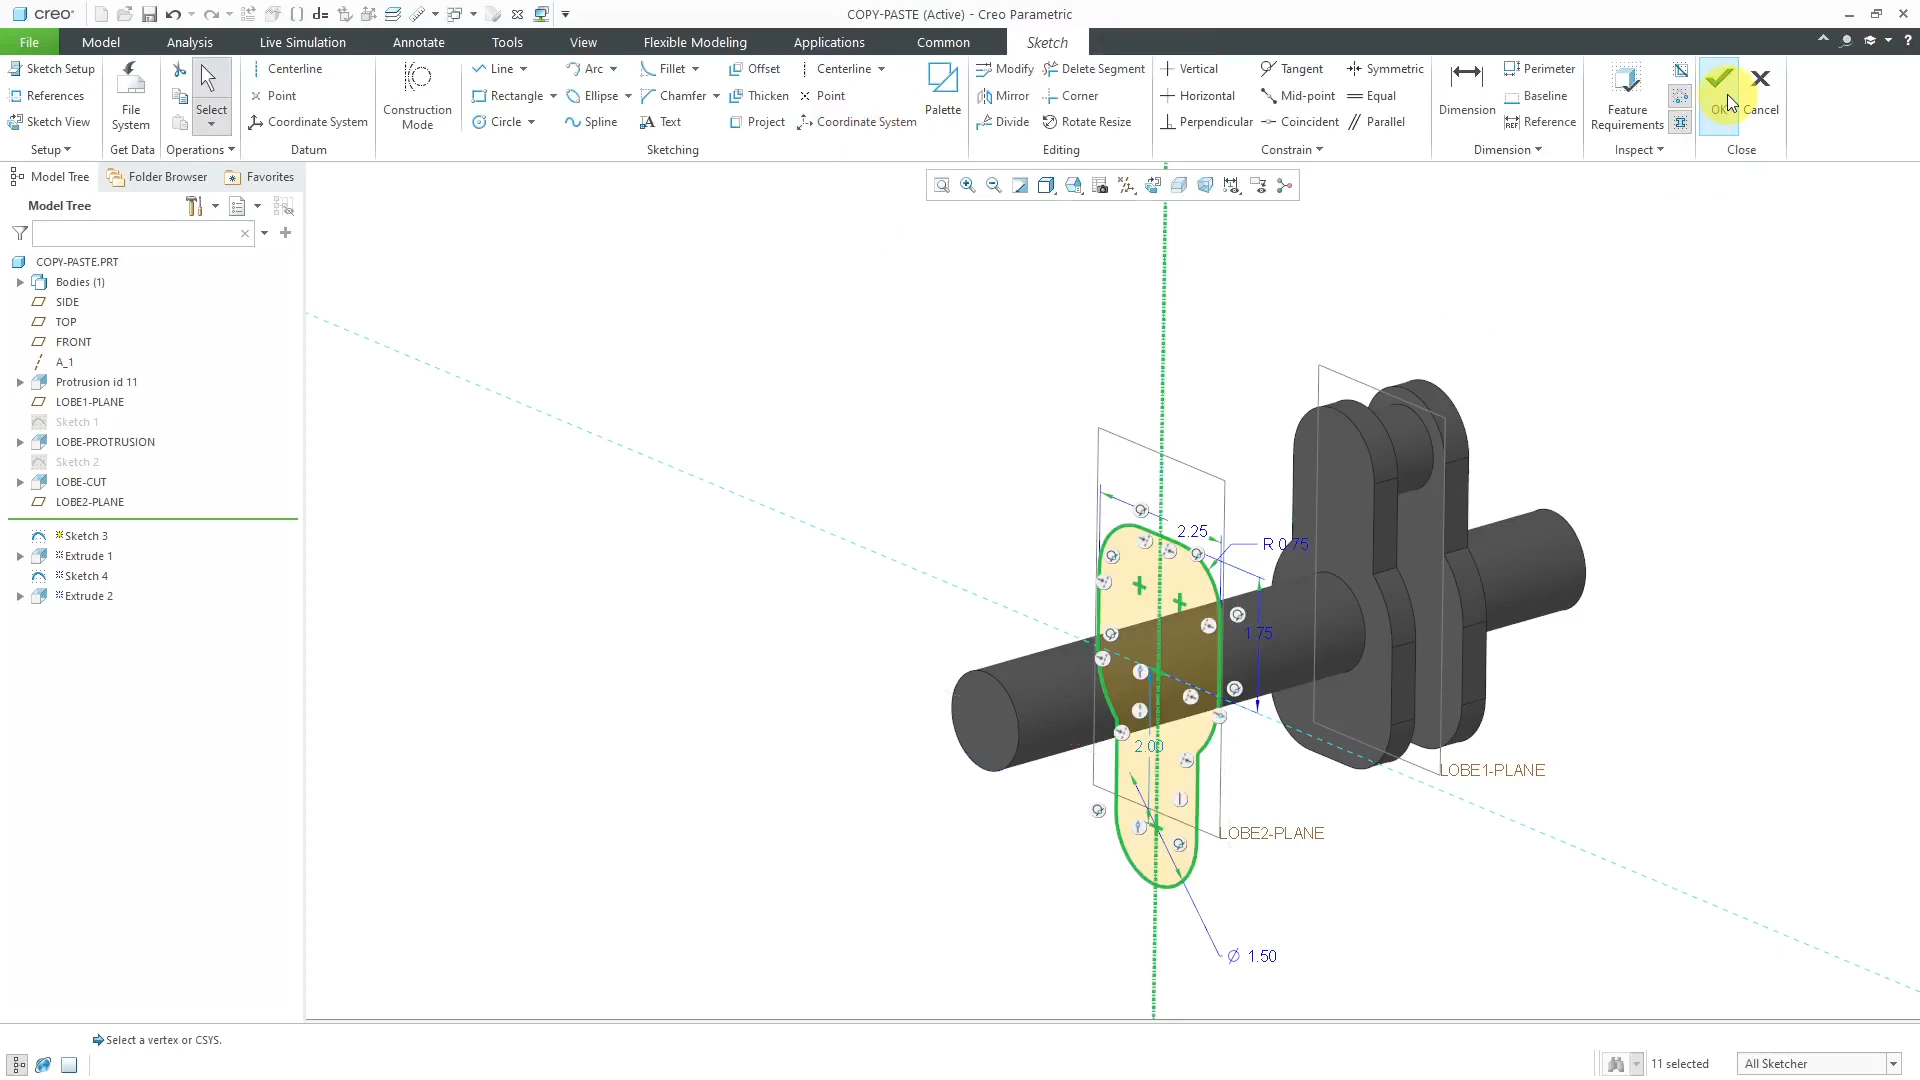 creo
d=
COPY-PASTE (Active) - Creo Parametric
File
Model
Analysis
Live Simulation
Annotate
Tools
View
Flexible Modeling
Applications
Common
Sketch
Sketch Setup
References
Sketch View
Setup
File System
Get Data
Select
Operations
Centerline
Point
Coordinate System
Datum
Construction Mode
Line
Rectangle
Circle
Arc
Ellipse
Spline
Fillet
Chamfer
Text
Offset
Thicken
Project
Centerline
Point
Coordinate System
Palette
Sketching
Modify
Mirror
Divide
Delete Segment
Corner
Rotate Resize
Editing
Vertical
Horizontal
Perpendicular
Tangent
Mid-point
Coincident
Symmetric
Equal
Parallel
Constrain
Dimension
Perimeter
Baseline
Reference
Dimension
Feature Requirements
Inspect
OK
Cancel
Close
Model Tree
Folder Browser
Favorites
Model Tree
COPY-PASTE.PRT
Bodies (1)
SIDE
TOP
FRONT
A_1
Protrusion id 11
LOBE1-PLANE
Sketch 1
LOBE-PROTRUSION
Sketch 2
LOBE-CUT
LOBE2-PLANE
Sketch 3
Extrude 1
Sketch 4
Extrude 2
2.25
R 0.75
1.75
2.00
LOBE1-PLANE
LOBE2-PLANE
Ø 1.50
Select a vertex or CSYS.
11 selected
All Sketcher